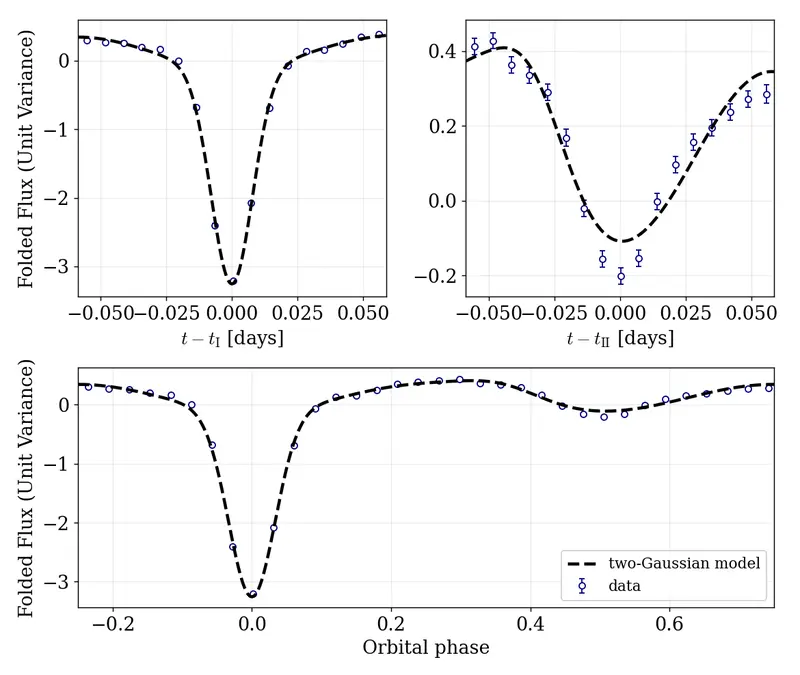 Folded Flux (Unit Variance)
0
−1
−2
−3
−0.050 −0.025 0.000 0.025 0.050
t − tI [days]
0.4
0.2
0.0
−0.2
−0.050 −0.025 0.000 0.025 0.050
t − tII [days]
Folded Flux (Unit Variance)
0
−1
−2
−3
two-Gaussian model
data
−0.2 0.0 0.2 0.4 0.6
Orbital phase